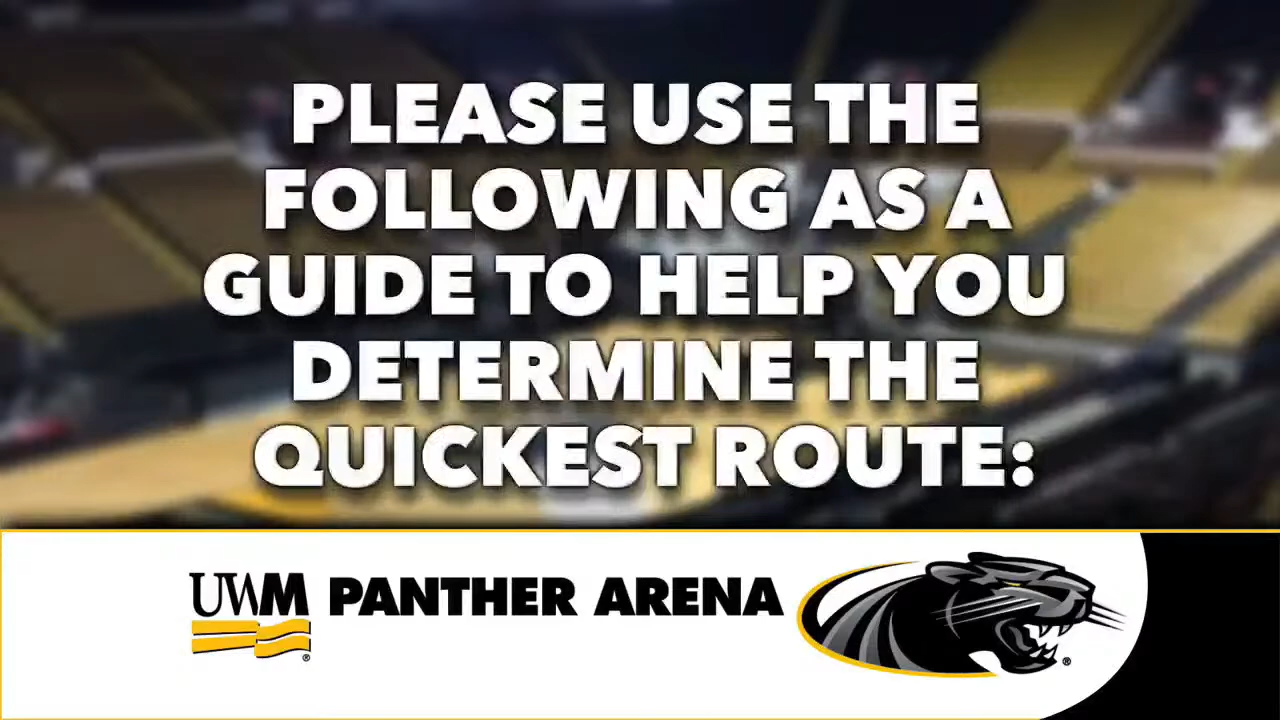 PLEASE USE THE
FOLLOWING AS A
GUIDE TO HELP YOU
DETERMINE THE
QUICKEST ROUTE:
UWM PANTHER ARENA
®
®